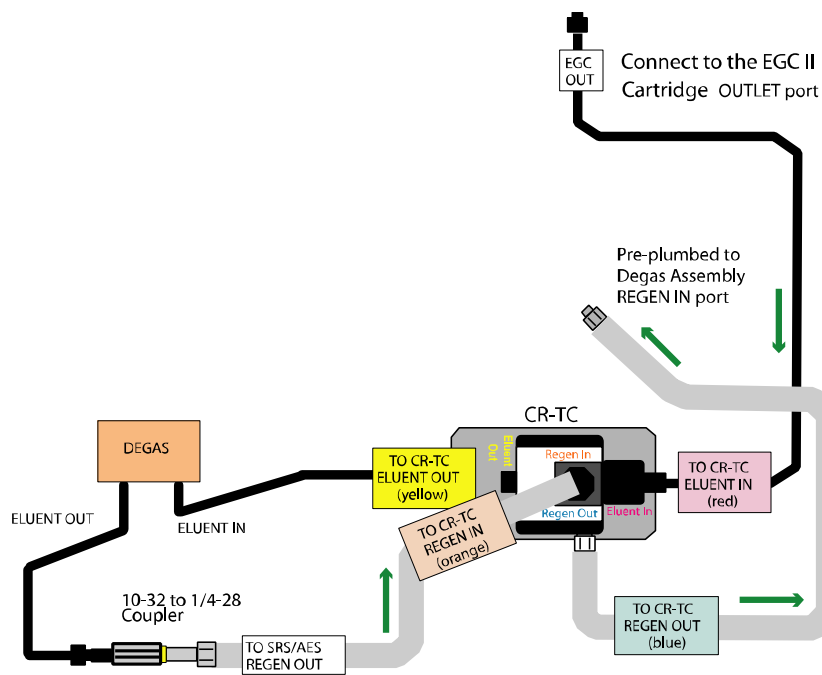 EGC
OUT
Connect to the EGC II
Cartridge OUTLET port
Pre-plumbed to
Degas Assembly
REGEN IN port
CR-TC
DEGAS
TO CR-TC
ELUENT OUT
(yellow)
Eluent
Out
Regen In
Regen Out
Eluent In
TO CR-TC
ELUENT IN
(red)
ELUENT OUT
ELUENT IN
TO CR-TC
REGEN IN
(orange)
10-32 to 1/4-28
Coupler
TO SRS/AES
REGEN OUT
TO CR-TC
REGEN OUT
(blue)